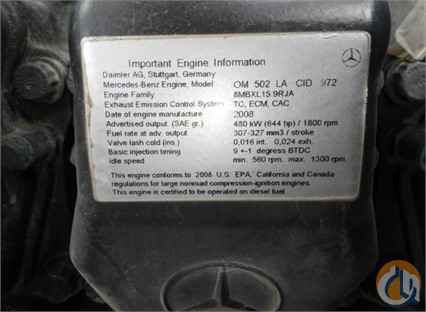 Important Engine Information
Daimler AG, Stuttgart, Germany
Mercedes-Benz Engine, Model OM 502 LA CID 972
Engine Family 8MBXL15.9RJA
Exhaust Emission Control System TC, ECM, CAC
Date of engine manufacture 2008
Advertised output (SAE gr.) 480 kW (644 hp) / 1800 rpm
Fuel rate at adv. output 307-327 mm3 / stroke
Valve lash cold (ins.) 0,016 int. 0,024 exh.
Basic injection timing 9 +-1 degrees BTDC
Idle speed min. 560 rpm. max. 1300 rpm.
This engine conforms to 2008 U.S. EPA, California and Canada
regulations for large nonroad compression-ignition engines.
This engine is certified to be operated on diesel fuel